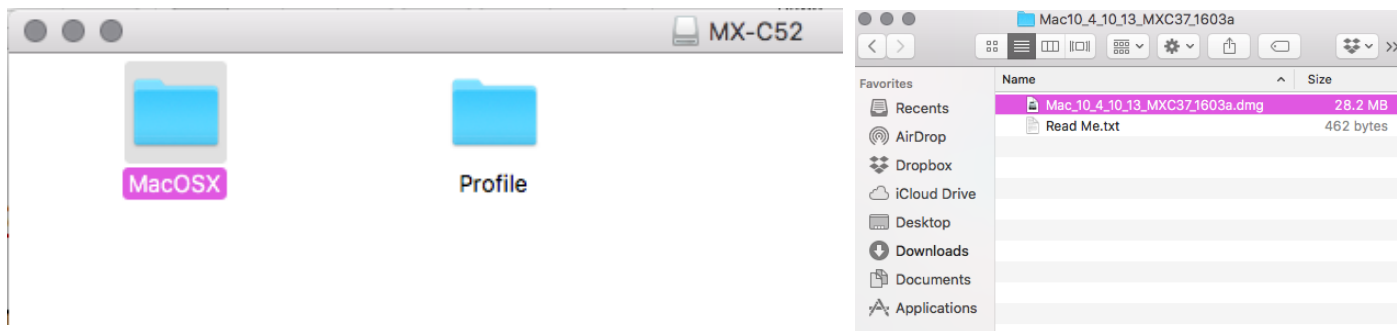 MX-C52
MacOSX
Profile
Mac10_4_10_13_MXC37_1603a
Favorites
Name
Size
Recents
Mac_10_4_10_13_MXC37_1603a.dmg
28.2 MB
AirDrop
Read Me.txt
462 bytes
Dropbox
iCloud Drive
Desktop
Downloads
Documents
Applications